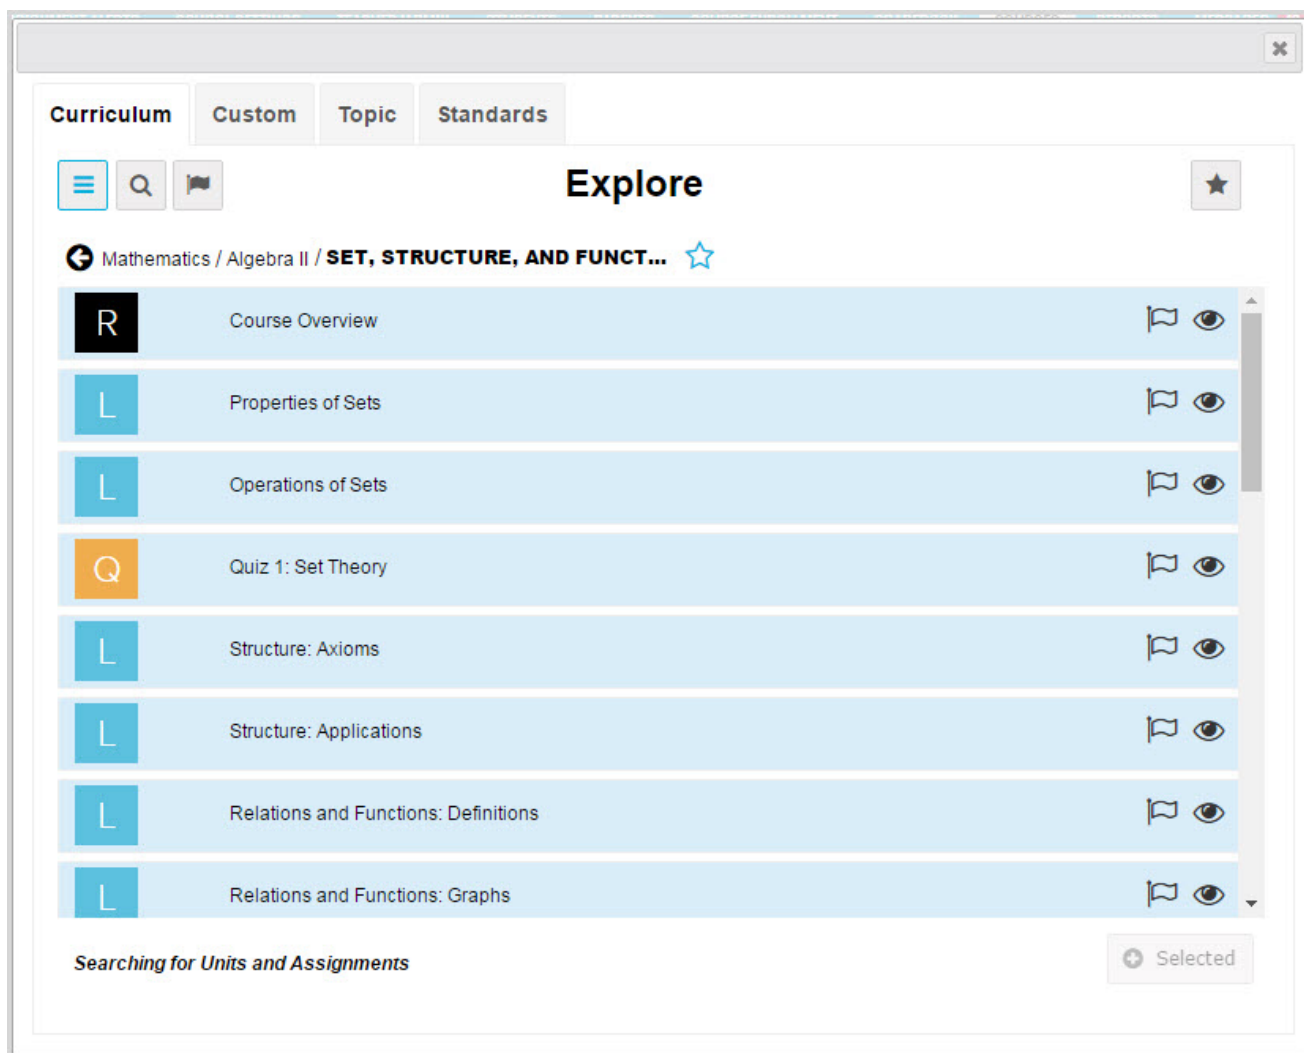 Curriculum Custom Topic Standards
Explore
Mathematics / Algebra II / SET, STRUCTURE, AND FUNCT...
R Course Overview
L Properties of Sets
L Operations of Sets
Q Quiz 1: Set Theory
L Structure: Axioms
L Structure: Applications
L Relations and Functions: Definitions
L Relations and Functions: Graphs
Searching for Units and Assignments
Selected